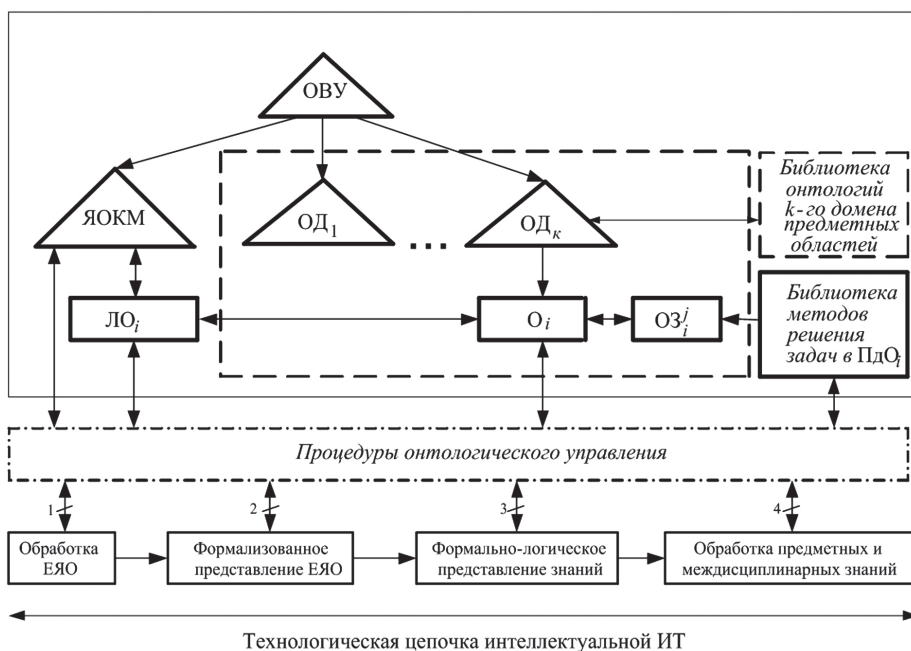 ОВУ
ЯОКМ
ОД₁
...
ОДₖ
Библиотека
онтологий
k-го домена
предметных
областей
ЛОᵢ
Оᵢ
ОЗᵢʲ
Библиотека
методов
решения
задач в ПдОᵢ
Процедуры онтологического управления
1
2
3
4
Обработка
ЕЯО
Формализованное
представление ЕЯО
Формально-логическое
представление знаний
Обработка предметных и
междисциплинарных знаний
Технологическая цепочка интеллектуальной ИТ